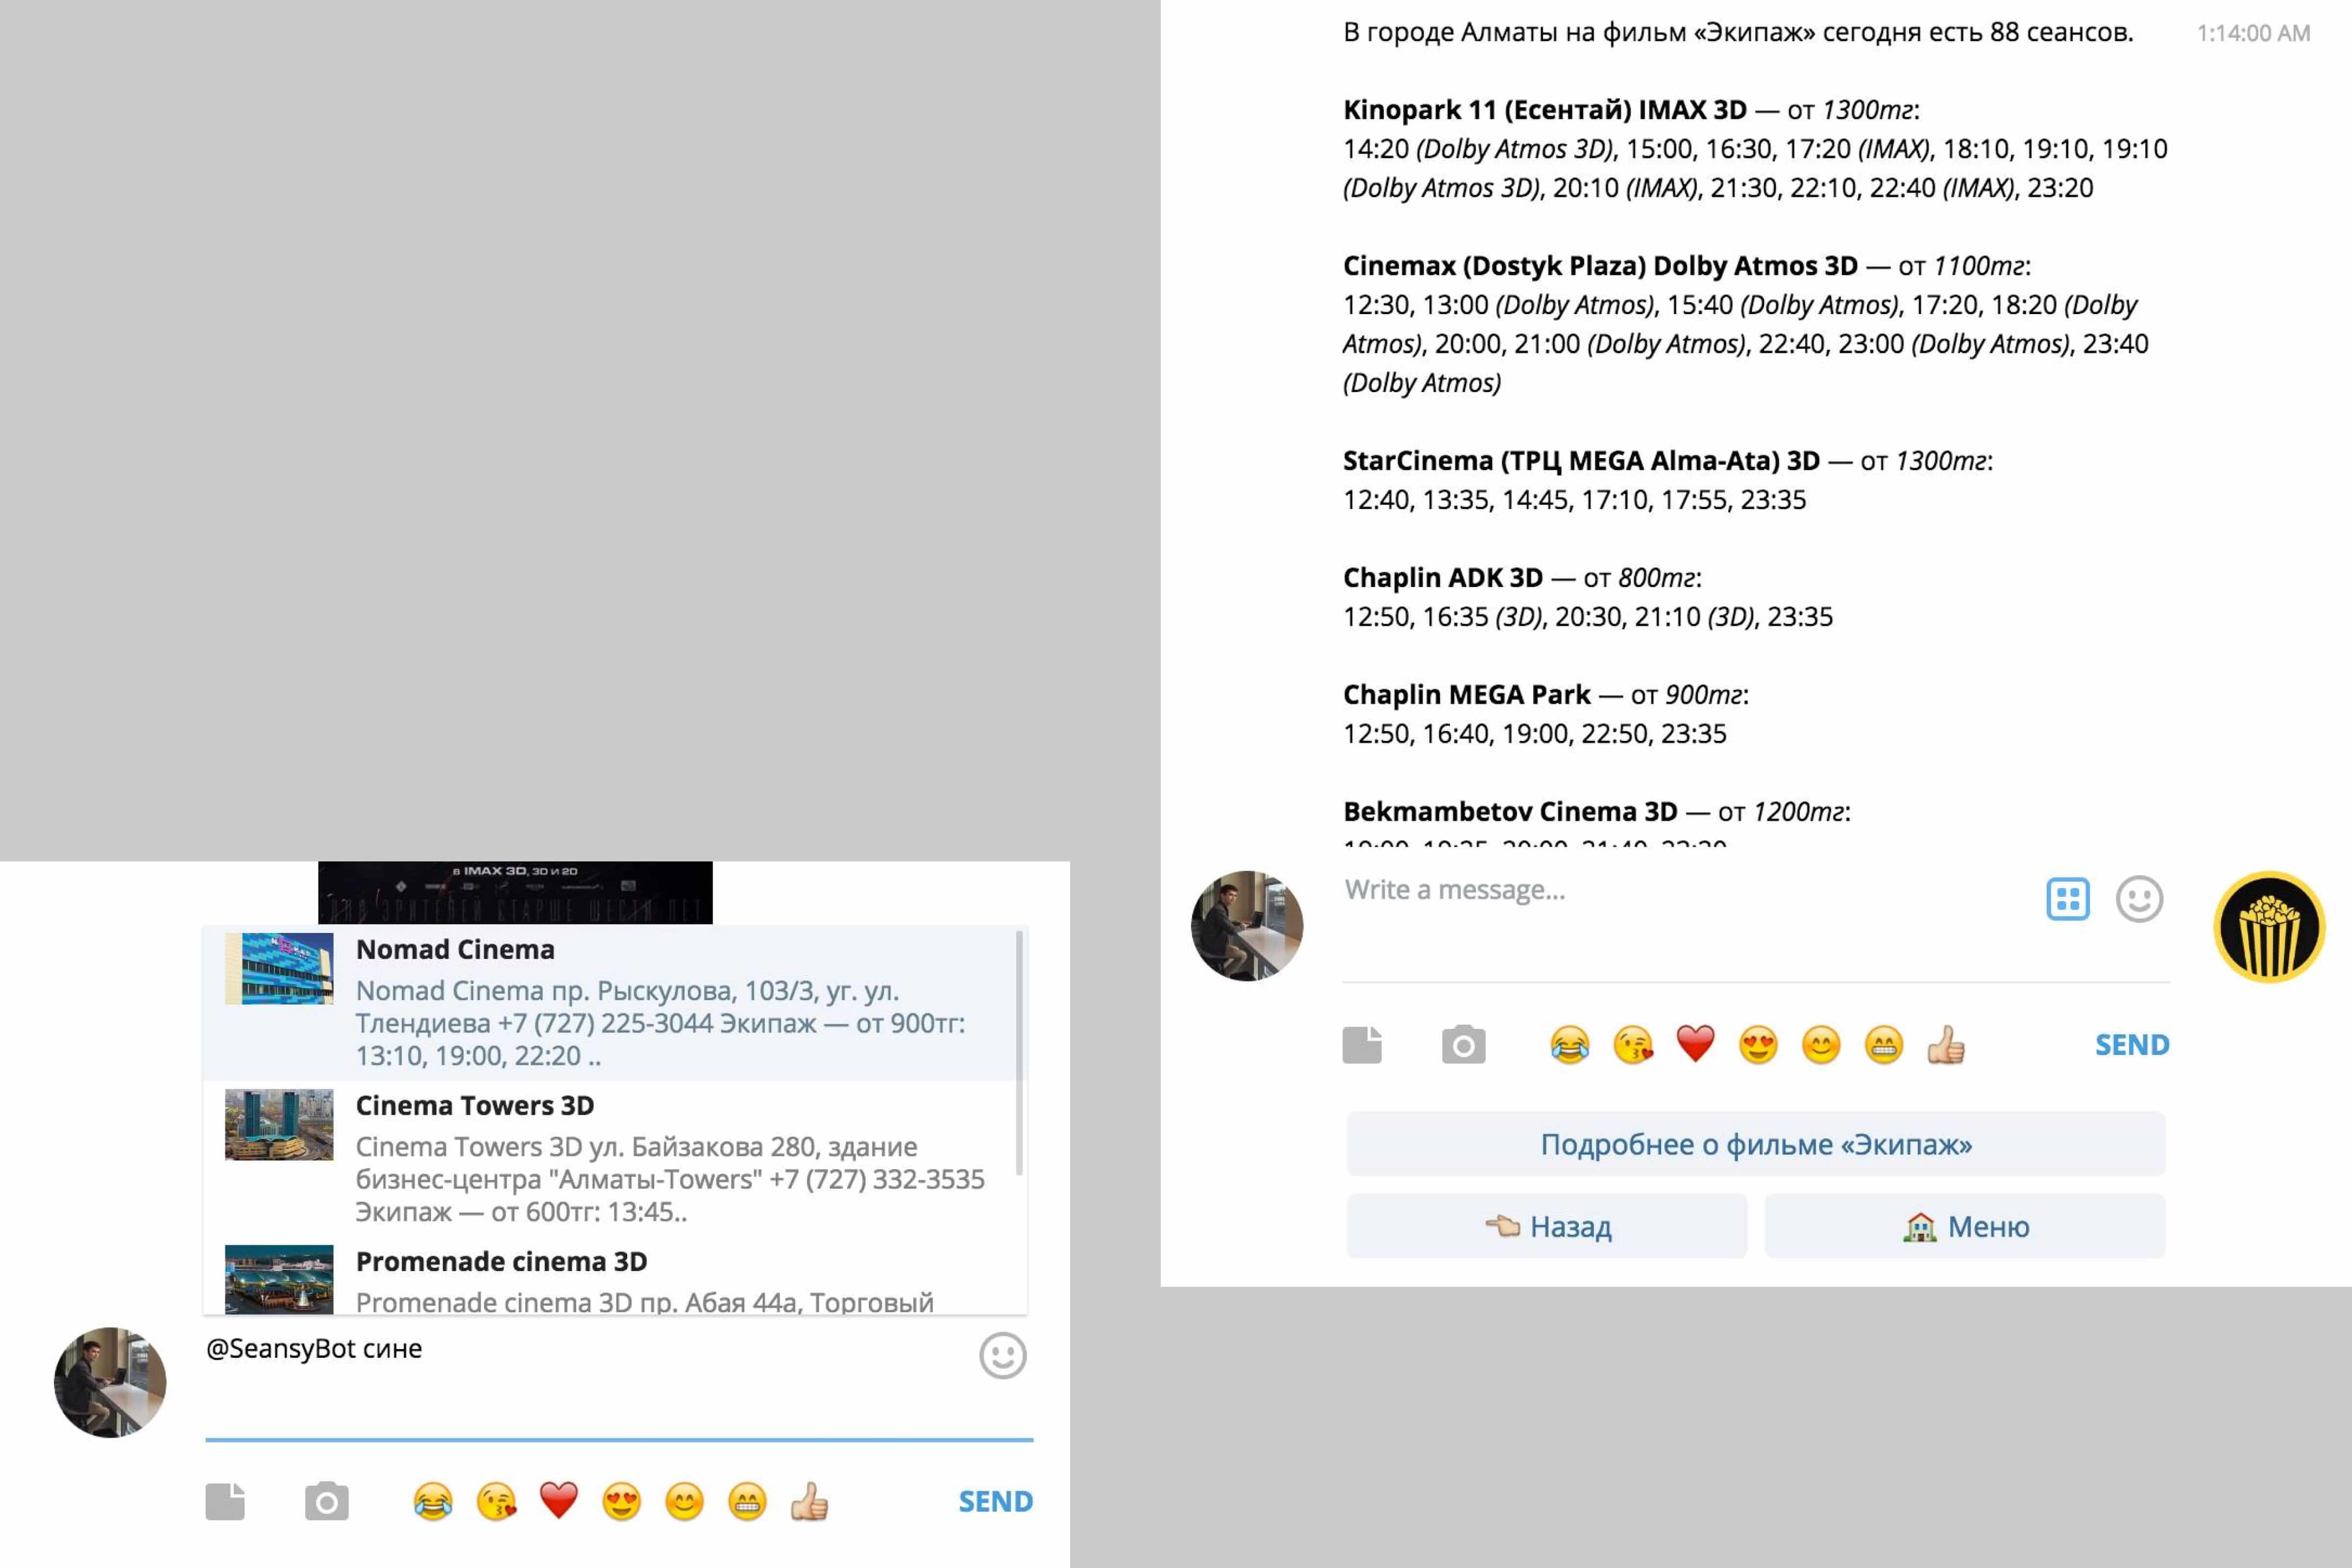 В городе Алматы на фильм «Экипаж» сегодня есть 88 сеансов.
1:14:00 AM
Kinopark 11 (Есентай) IMAX 3D — от 1300тг:
14:20 (Dolby Atmos 3D), 15:00, 16:30, 17:20 (IMAX), 18:10, 19:10, 19:10
(Dolby Atmos 3D), 20:10 (IMAX), 21:30, 22:10, 22:40 (IMAX), 23:20
Cinemax (Dostyk Plaza) Dolby Atmos 3D — от 1100тг:
12:30, 13:00 (Dolby Atmos), 15:40 (Dolby Atmos), 17:20, 18:20 (Dolby
Atmos), 20:00, 21:00 (Dolby Atmos), 22:40, 23:00 (Dolby Atmos), 23:40
(Dolby Atmos)
StarCinema (ТРЦ MEGA Alma-Ata) 3D — от 1300тг:
12:40, 13:35, 14:45, 17:10, 17:55, 23:35
Chaplin ADK 3D — от 800тг:
12:50, 16:35 (3D), 20:30, 21:10 (3D), 23:35
Chaplin MEGA Park — от 900тг:
12:50, 16:40, 19:00, 22:50, 23:35
Bekmambetov Cinema 3D — от 1200тг:
Write a message...
SEND
Подробнее о фильме «Экипаж»
Назад
Меню
в IMAX 3D, 3D И 2D
ДЛЯ ЗРИТЕЛЕЙ СТАРШЕ ШЕСТИ ЛЕТ
Nomad Cinema
Nomad Cinema пр. Рыскулова, 103/3, уг. ул.
Тлендиева +7 (727) 225-3044 Экипаж — от 900тг:
13:10, 19:00, 22:20 ..
Cinema Towers 3D
Cinema Towers 3D ул. Байзакова 280, здание
бизнес-центра "Алматы-Towers" +7 (727) 332-3535
Экипаж — от 600тг: 13:45..
Promenade cinema 3D
Promenade cinema 3D пр. Абая 44а, Торговый
@SeansyBot сине
SEND